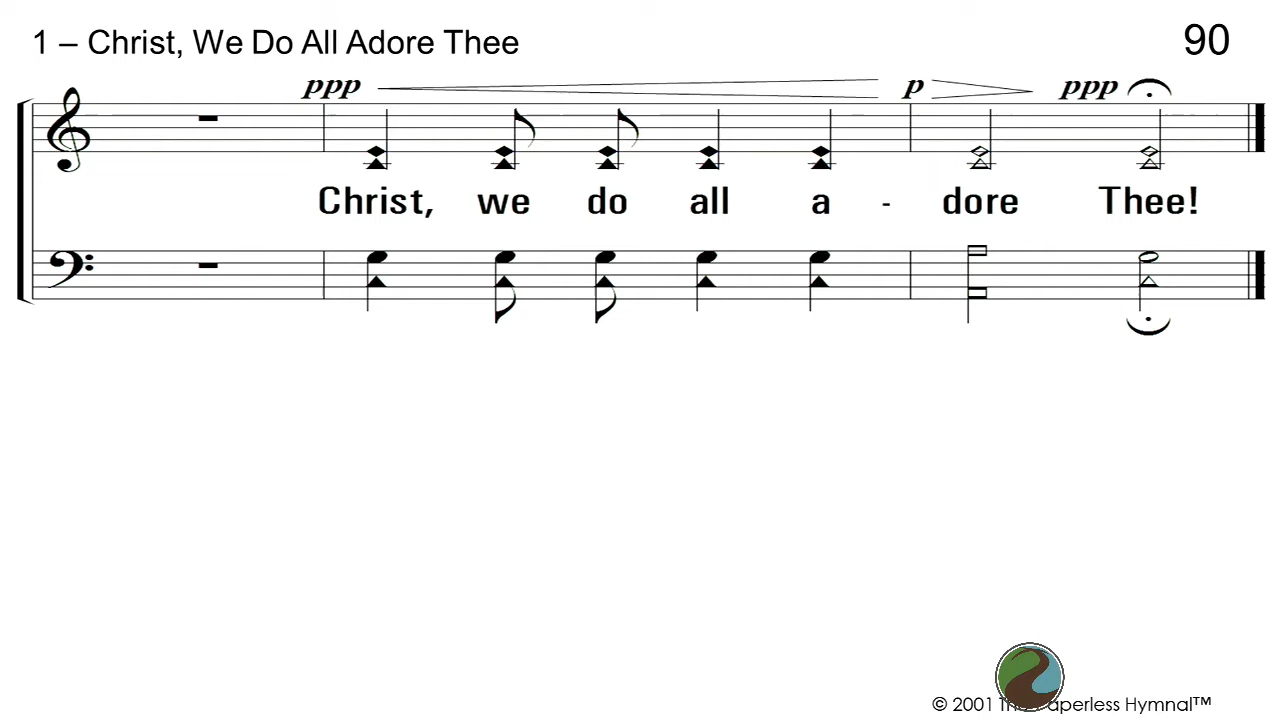 1 – Christ, We Do All Adore Thee 90
ppp p ppp
Christ, we do all a - dore Thee!
© 2001 The Paperless Hymnal™